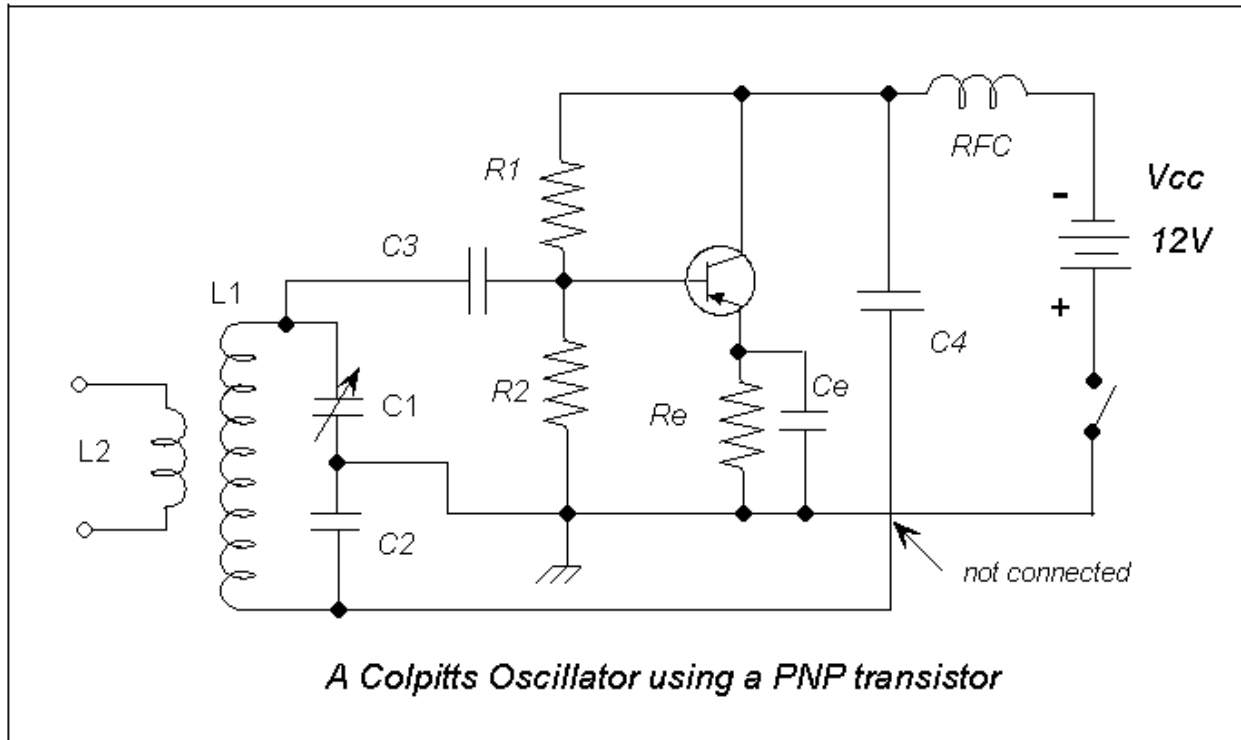 RFC
R1
Vcc
-
12V
C3
L1
+
C4
R2
Ce
C1
Re
L2
C2
not connected
A Colpitts Oscillator using a PNP transistor